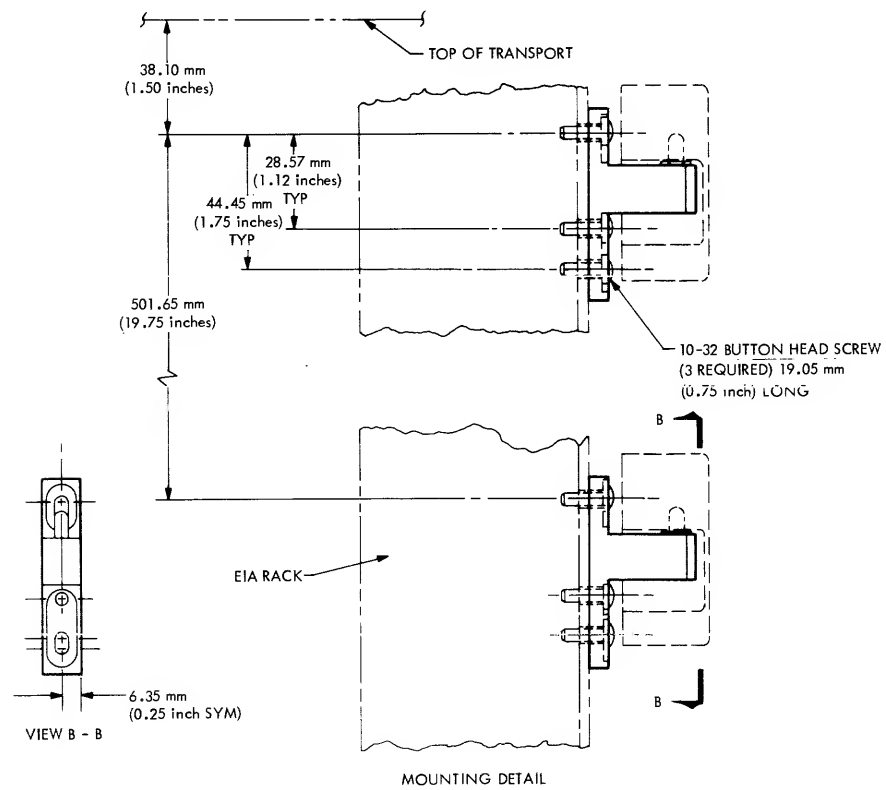 TOP OF TRANSPORT
38.10 mm
(1.50 inches)
28.57 mm
(1.12 inches)
TYP
44.45 mm
(1.75 inches)
TYP
501.65 mm
(19.75 inches)
10-32 BUTTON HEAD SCREW
(3 REQUIRED) 19.05 mm
(0.75 inch) LONG
B
EIA RACK
6.35 mm
(0.25 inch SYM)
B
VIEW B - B
MOUNTING DETAIL